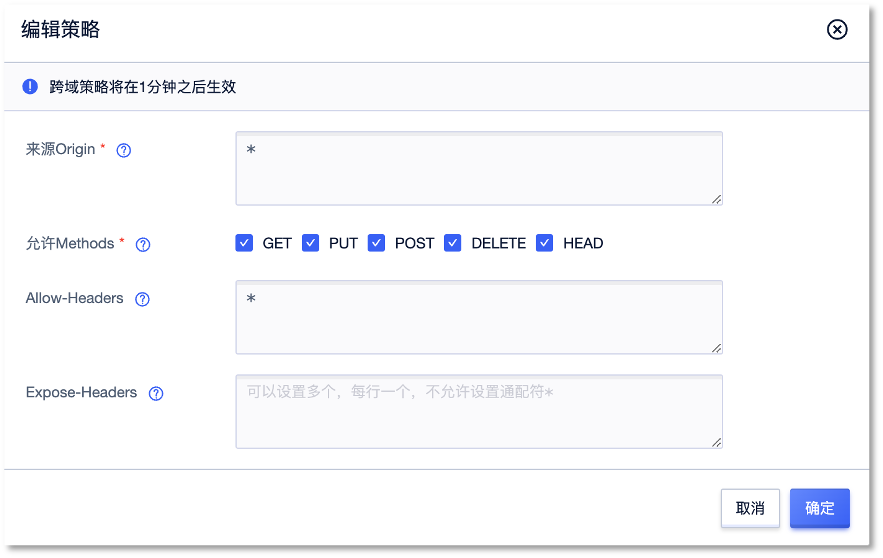 编辑策略
跨域策略将在1分钟之后生效
来源Origin *
*
允许Methods *
GET PUT POST DELETE HEAD
Allow-Headers
*
Expose-Headers
可以设置多个，每行一个，不允许设置通配符*
取消 确定